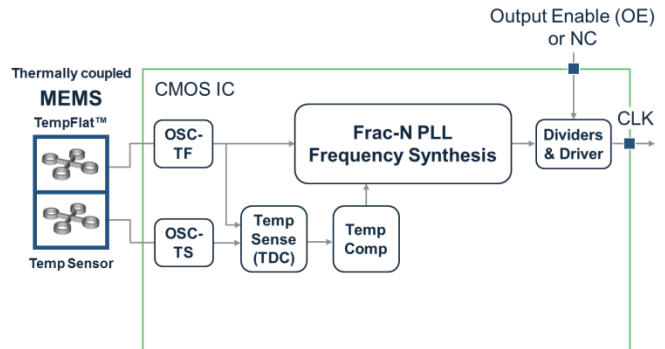 Output Enable (OE)
or NC
Thermally coupled
MEMS
TempFlat™
CMOS IC
CLK
OSC-
TF
Frac-N PLL
Frequency Synthesis
Dividers
& Driver
OSC-
TS
Temp
Sense
(TDC)
Temp
Comp
Temp Sensor